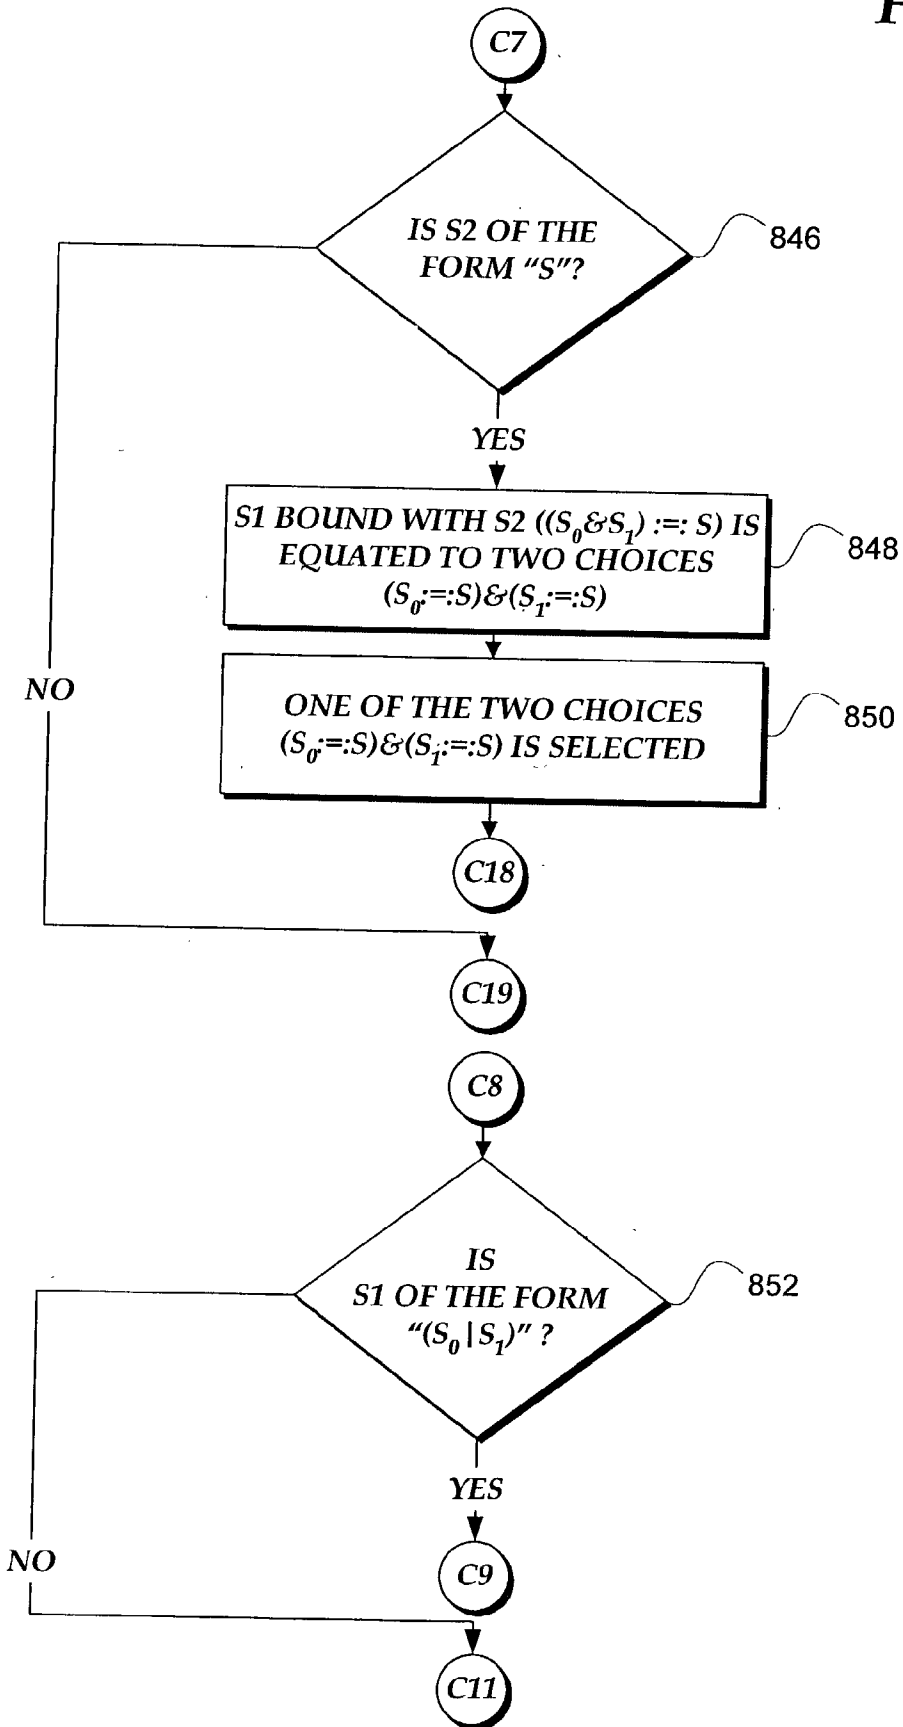 F
C7
IS S2 OF THE
FORM "S"?
846
YES
S1 BOUND WITH S2 ((S₀&S₁) :=: S) IS
EQUATED TO TWO CHOICES
(S₀:=:S)&(S₁:=:S)
848
NO
ONE OF THE TWO CHOICES
(S₀:=:S)&(S₁:=:S) IS SELECTED
850
C18
C19
C8
IS
S1 OF THE FORM
"(S₀|S₁)" ?
852
YES
NO
C9
C11